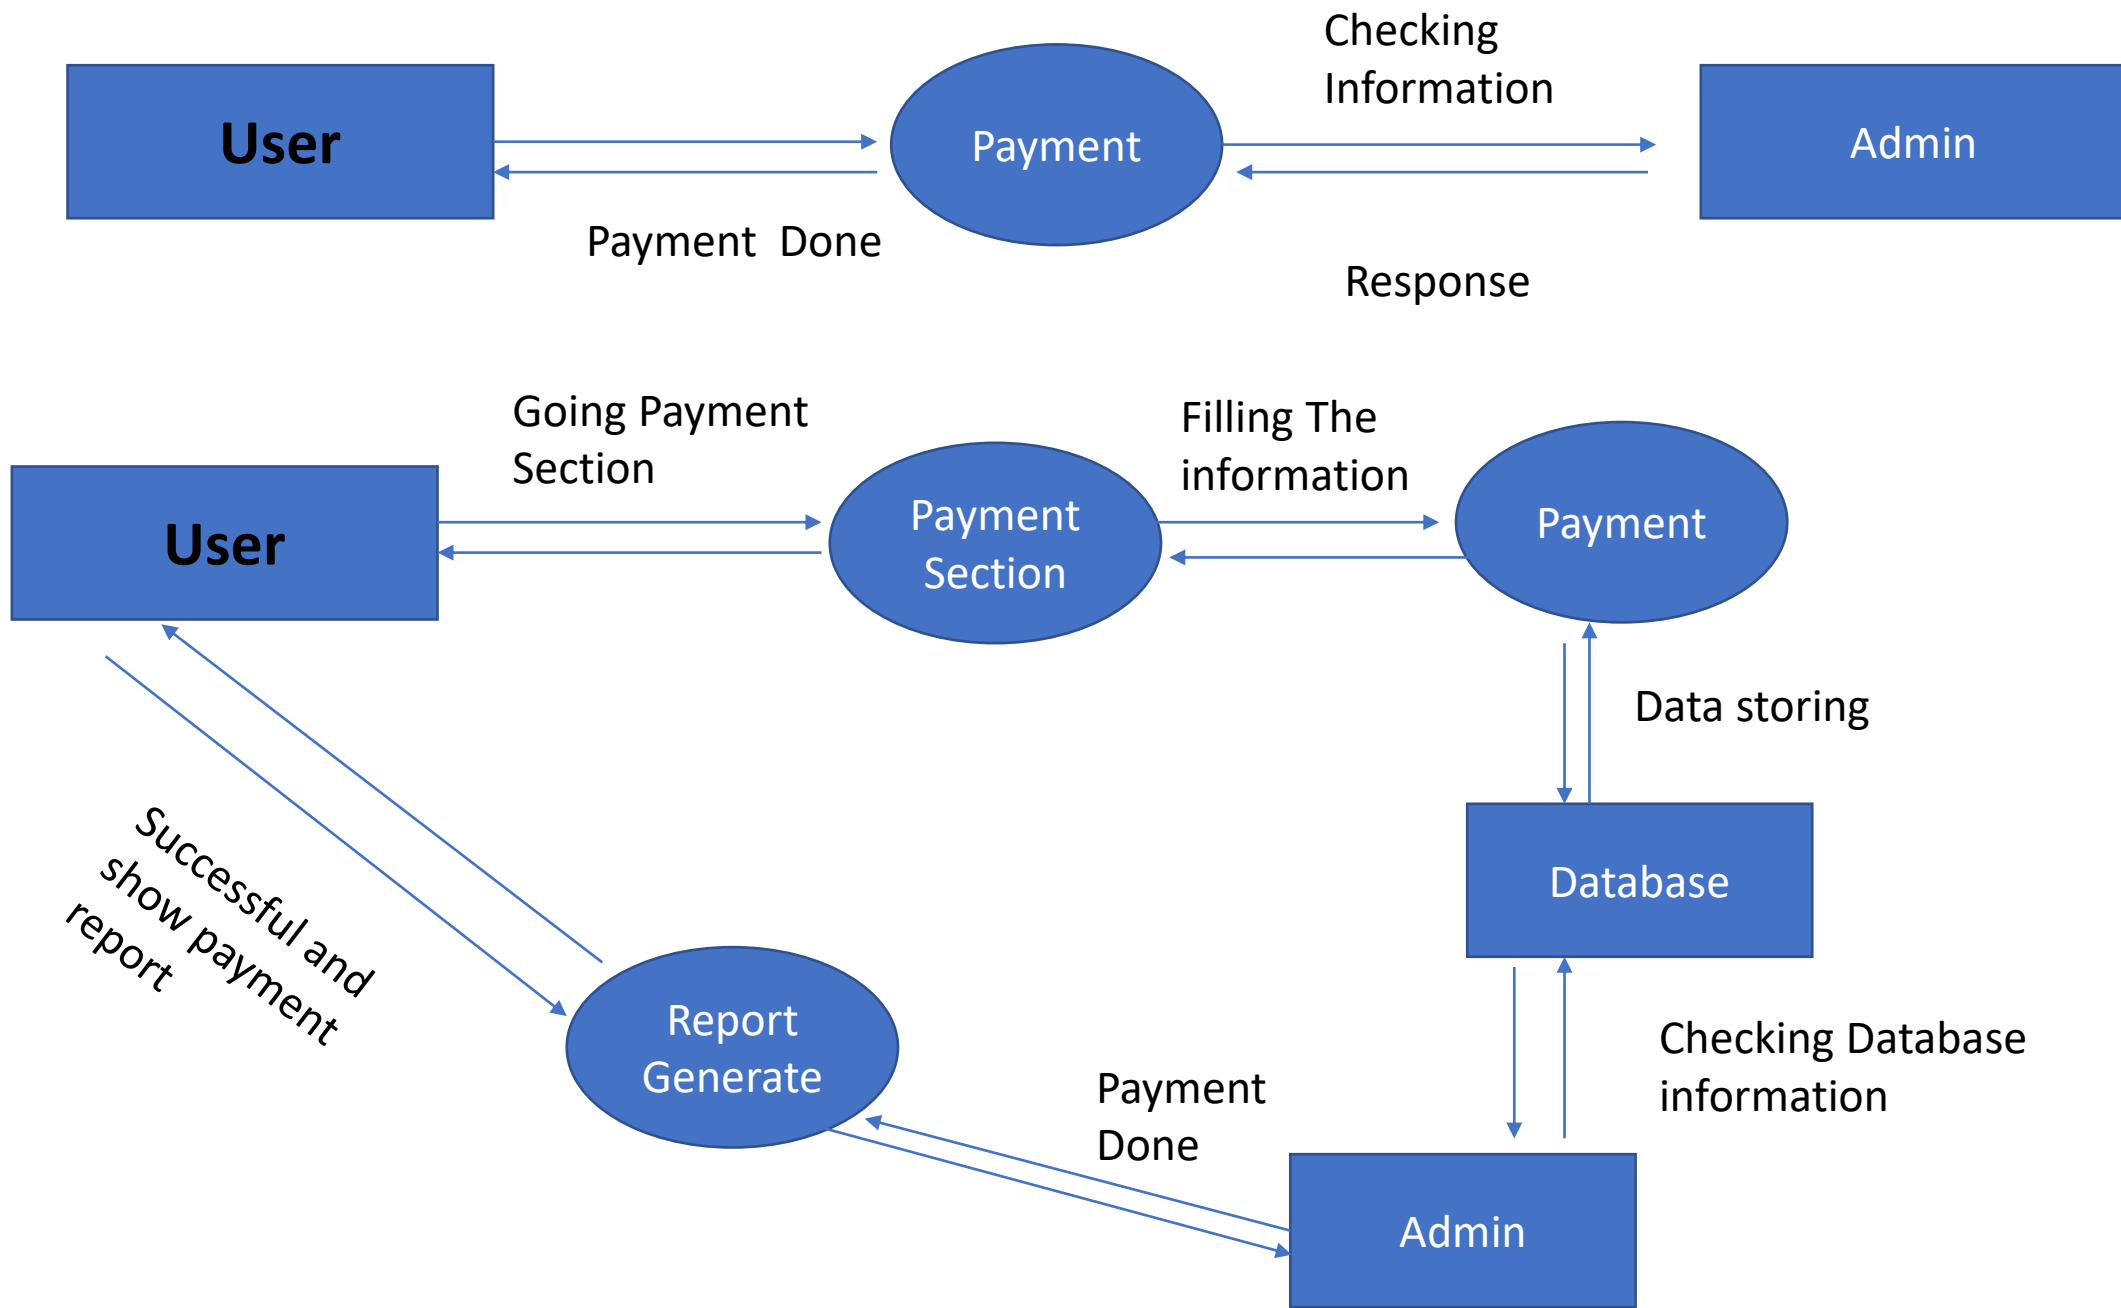 Checking
Information
User
Payment
Admin
Payment  Done
Response
Going Payment
Section
Filling The
information
User
Payment
Section
Payment
Data storing
Database
Successful and
show payment
report
Report
Generate
Checking Database
information
Payment
Done
Admin